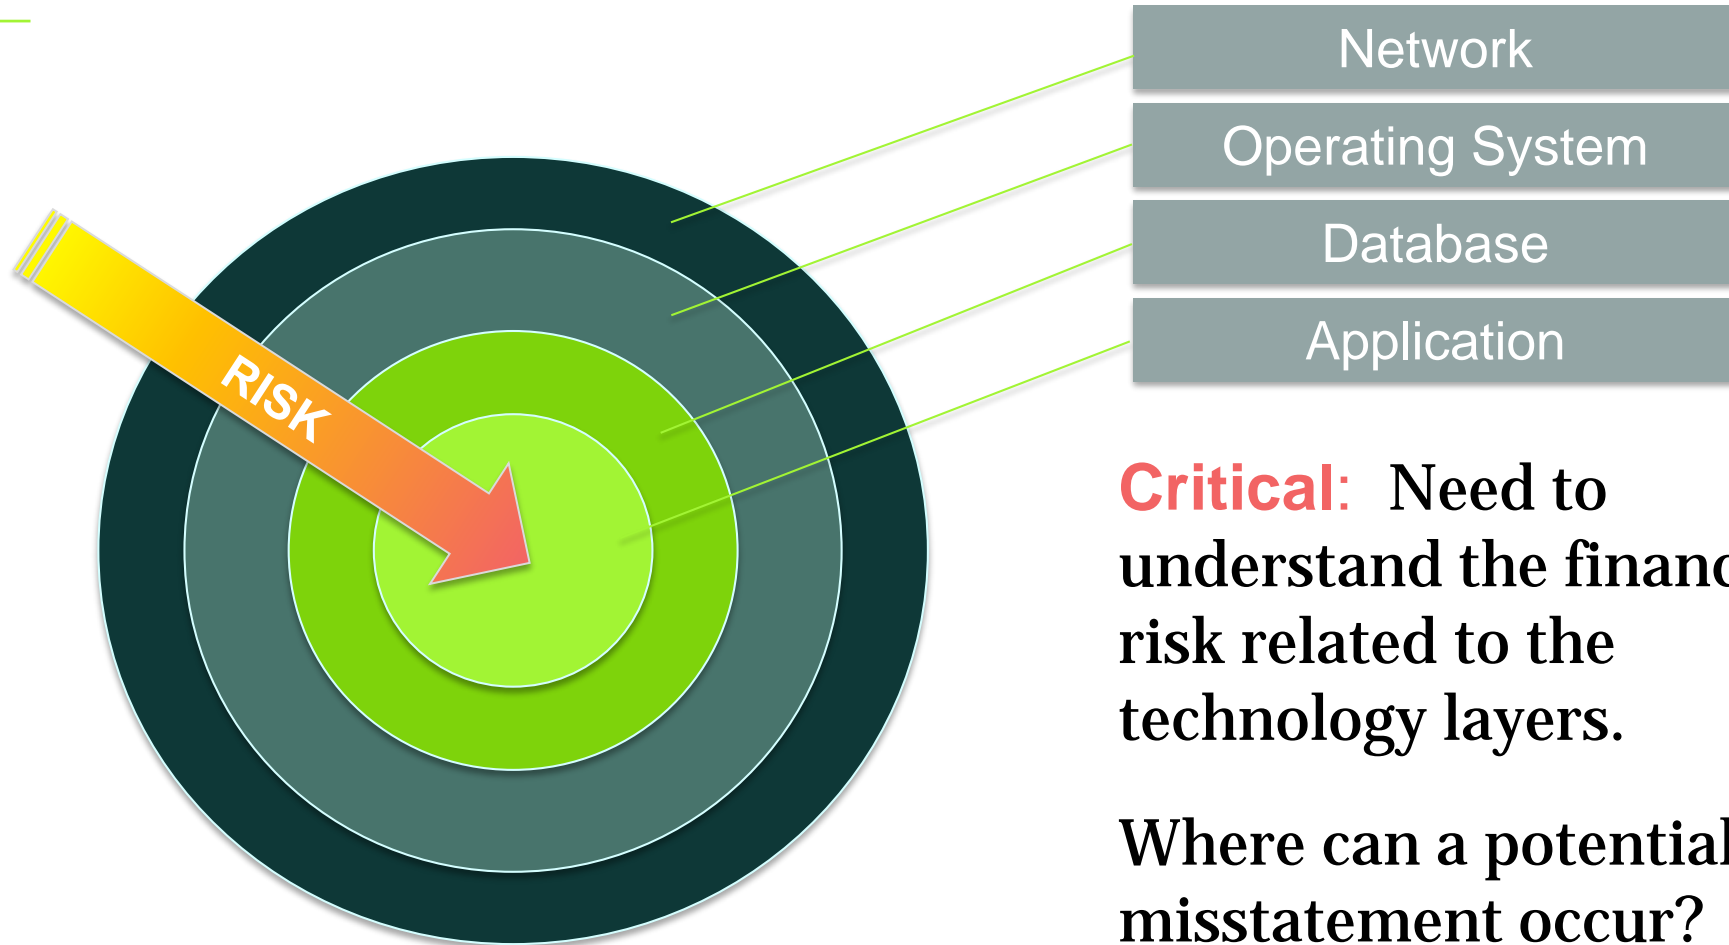 Network
Operating System
Database
Application
RISK
Critical: Need to
understand the financ
risk related to the
technology layers.
Where can a potential
misstatement occur?